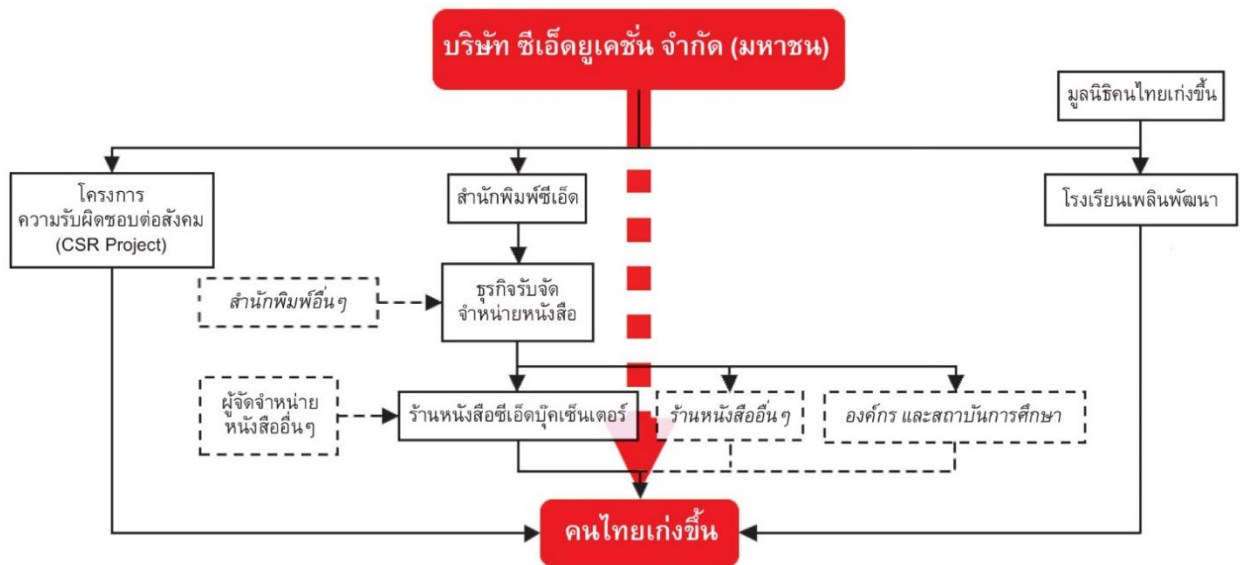 บริษัท ซีเอ็ดยูเคชั่น จำกัด (มหาชน)
มูลนิธิคนไทยเก่งขึ้น
โครงการ
ความรับผิดชอบต่อสังคม
(CSR Project)
สำนักพิมพ์ซีเอ็ด
โรงเรียนเพลินพัฒนา
สำนักพิมพ์อื่นๆ
ธุรกิจรับจัด
จำหน่ายหนังสือ
ผู้จัดจำหน่าย
หนังสืออื่นๆ
ร้านหนังสือซีเอ็ดบุ๊คเซ็นเตอร์
ร้านหนังสืออื่นๆ
องค์กร และสถาบันการศึกษา
คนไทยเก่งขึ้น